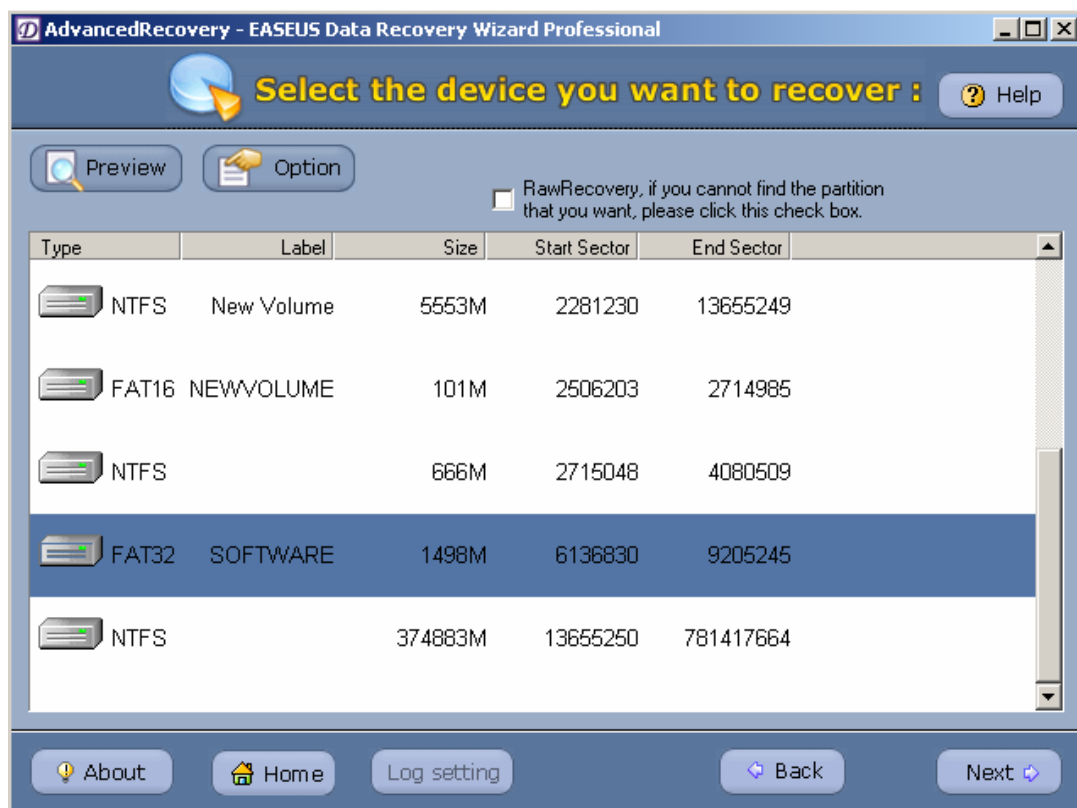 AdvancedRecovery - EASEUS Data Recovery Wizard Professional
Select the device you want to recover :
Help
Preview
Option
RawRecovery, if you cannot find the partition
that you want, please click this check box.
Type Label Size Start Sector End Sector
NTFS New Volume 5553M 2281230 13655249
FAT16 NEWVOLUME 101M 2506203 2714985
NTFS 666M 2715048 4080509
FAT32 SOFTWARE 1498M 6136830 9205245
NTFS 374883M 13655250 781417664
About
Home
Log setting
Back
Next